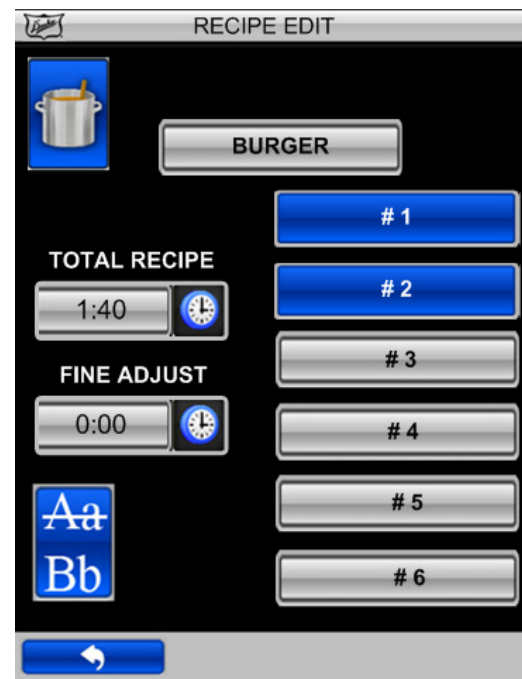 RECIPE EDIT
BURGER
# 1
TOTAL RECIPE
# 2
1:40
# 3
FINE ADJUST
0:00
# 4
# 5
Aa
Bb
# 6